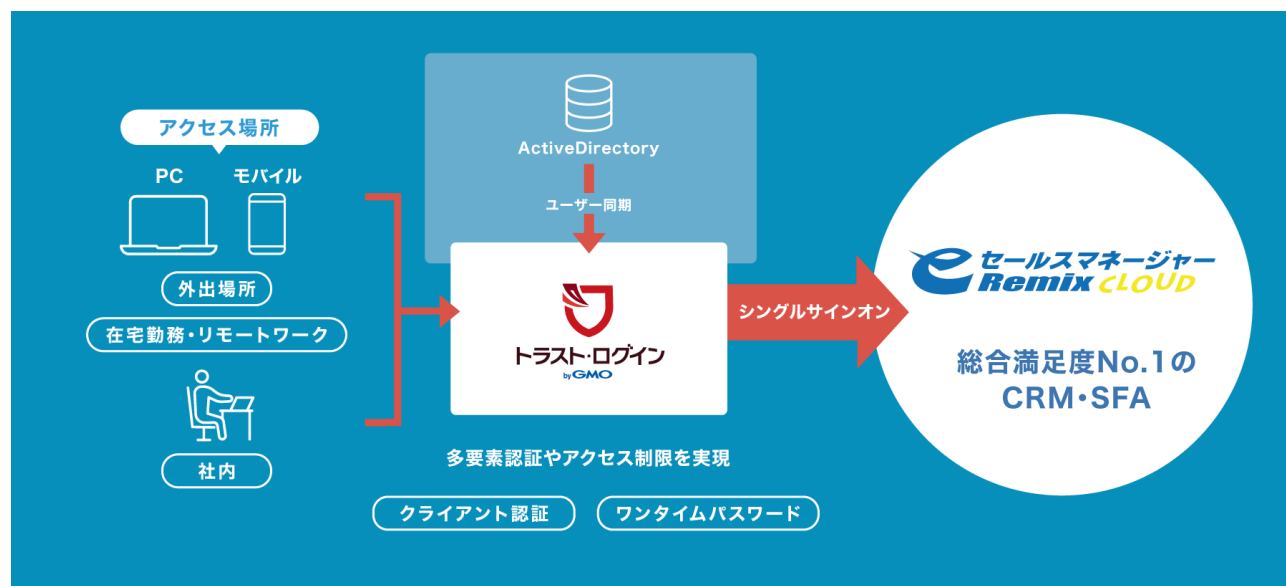 アクセス場所
PC
モバイル
外出場所
在宅勤務・リモートワーク
社内
ActiveDirectory
ユーザー同期
トラスト・ログイン
by GMO
多要素認証やアクセス制限を実現
クライアント認証
ワンタイムパスワード
シングルサインオン
eセールスマネージャー
Remix CLOUD
総合満足度No.1の
CRM・SFA